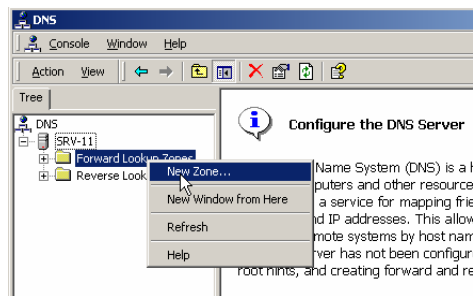 DNS
Console Window Help
Action View
Tree
DNS
SRV-11
Forward Lookup Zones
Reverse Look
New Zone...
New Window from Here
Refresh
Help
Configure the DNS Server
Name System (DNS) is a
puters and other resource
a service for mapping frie
d IP addresses. This allow
mote systems by host nam
ver has not been configur
root hints, and creating forward and re